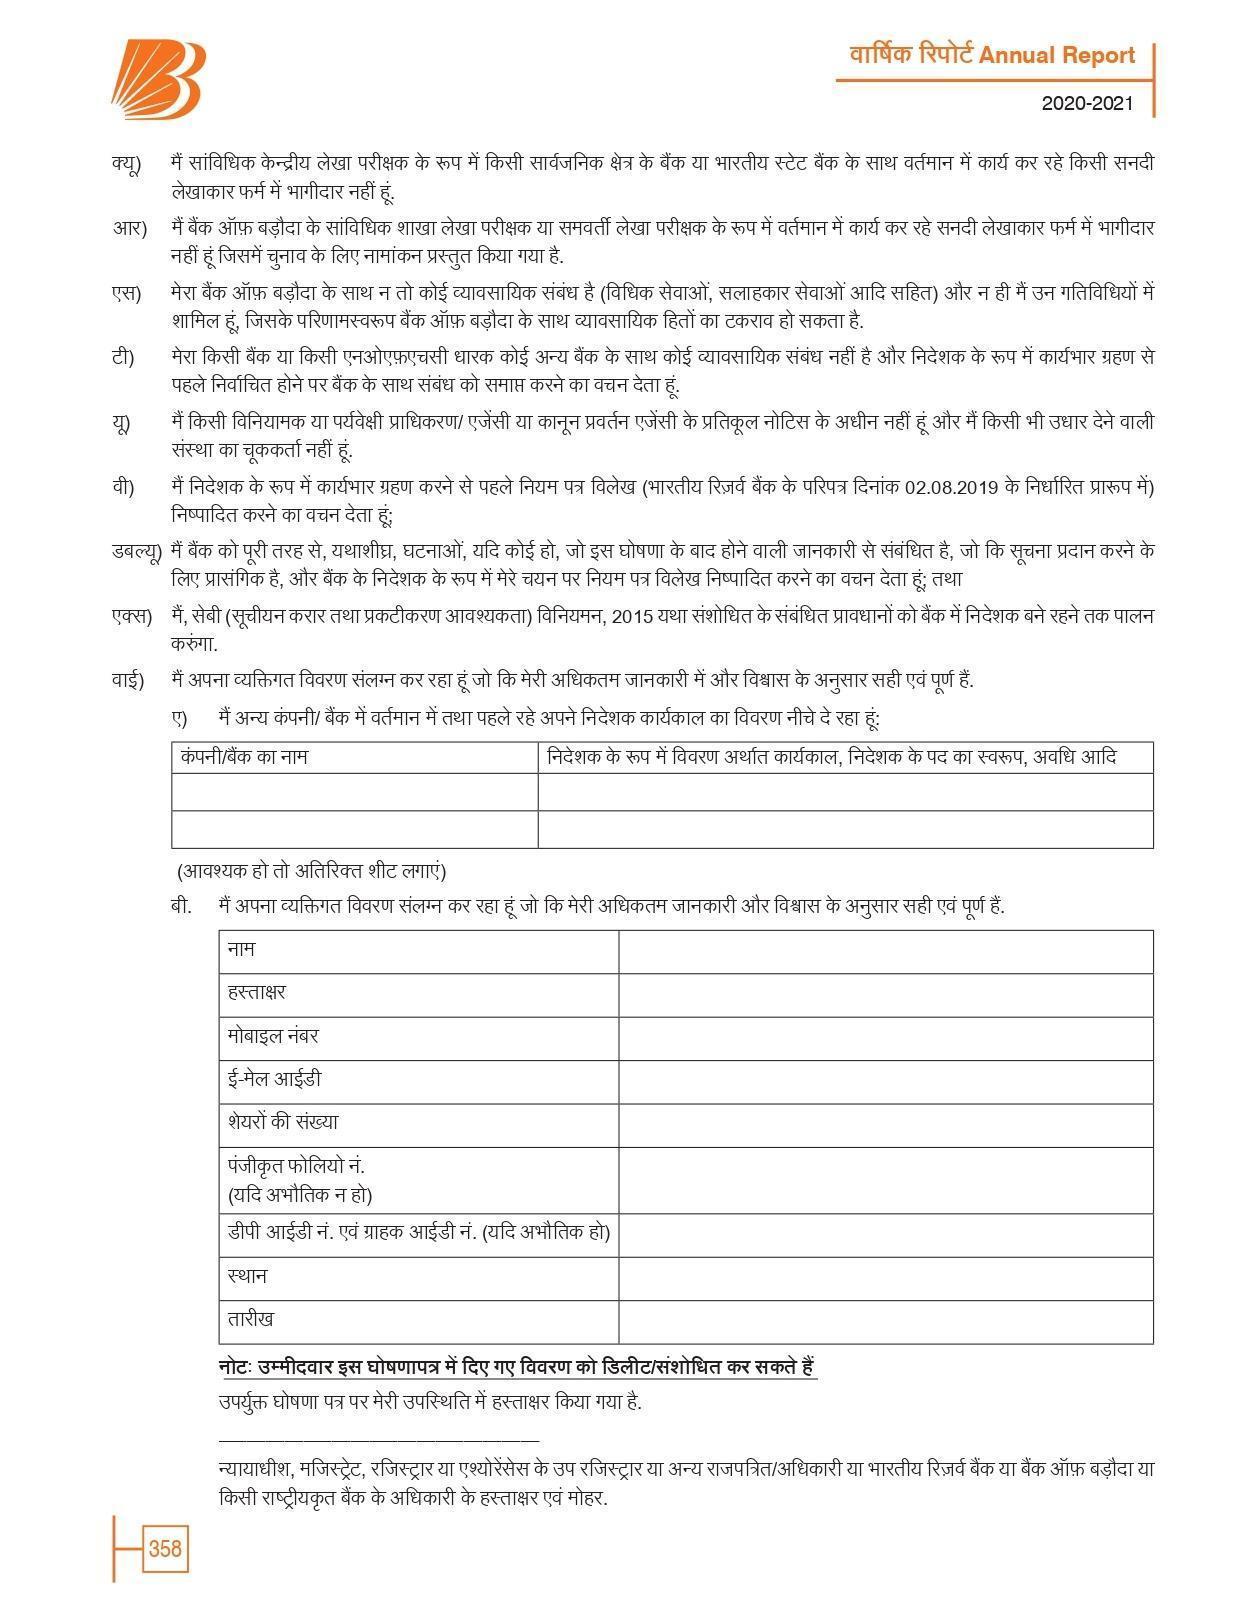 वार्षिक रिपोर्ट Annual Report
2020-2021
क्यू) मैं सांविधिक केन्द्रीय लेखा परीक्षक के रूप में किसी सार्वजनिक क्षेत्र के बैंक या भारतीय स्टेट बैंक के साथ वर्तमान में कार्य कर रहे किसी सनदी
लेखाकार फर्म में भागीदार नहीं हूं.
आर) मैं बैंक ऑफ़ बड़ौदा के सांविधिक शाखा लेखा परीक्षक या समवर्ती लेखा परीक्षक के रूप में वर्तमान में कार्य कर रहे सनदी लेखाकार फर्म में भागीदार
नहीं हूं जिसमें चुनाव के लिए नामांकन प्रस्तुत किया गया है.
एस) मेरा बैंक ऑफ़ बड़ौदा के साथ न तो कोई व्यावसायिक संबंध है (विधिक सेवाओं, सलाहकार सेवाओं आदि सहित) और न ही मैं उन गतिविधियों में
शामिल हूं, जिसके परिणामस्वरूप बैंक ऑफ़ बड़ौदा के साथ व्यावसायिक हितों का टकराव हो सकता है.
टी) मेरा किसी बैंक या किसी एनओएफ़एचसी धारक कोई अन्य बैंक के साथ कोई व्यावसायिक संबंध नहीं है और निदेशक के रूप में कार्यभार ग्रहण से
पहले निर्वाचित होने पर बैंक के साथ संबंध को समाप्त करने का वचन देता हूं.
यू) मैं किसी विनियामक या पर्यवेक्षी प्राधिकरण/ एजेंसी या कानून प्रवर्तन एजेंसी के प्रतिकूल नोटिस के अधीन नहीं हूं और मैं किसी भी उधार देने वाली
संस्था का चूककर्ता नहीं हूं.
वी) मैं निदेशक के रूप में कार्यभार ग्रहण करने से पहले नियम पत्र विलेख (भारतीय रिज़र्व बैंक के परिपत्र दिनांक 02.08.2019 के निर्धारित प्रारूप में)
निष्पादित करने का वचन देता हूं;
डबल्यू) मैं बैंक को पूरी तरह से, यथाशीघ्र, घटनाओं, यदि कोई हो, जो इस घोषणा के बाद होने वाली जानकारी से संबंधित है, जो कि सूचना प्रदान करने के
लिए प्रासंगिक है, और बैंक के निदेशक के रूप में मेरे चयन पर नियम पत्र विलेख निष्पादित करने का वचन देता हूं; तथा
एक्स) मैं, सेबी (सूचीयन करार तथा प्रकटीकरण आवश्यकता) विनियमन, 2015 यथा संशोधित के संबंधित प्रावधानों को बैंक में निदेशक बने रहने तक पालन
करुंगा.
वाई) मैं अपना व्यक्तिगत विवरण संलग्न कर रहा हूं जो कि मेरी अधिकतम जानकारी में और विश्वास के अनुसार सही एवं पूर्ण हैं.
ए) मैं अन्य कंपनी/ बैंक में वर्तमान में तथा पहले रहे अपने निदेशक कार्यकाल का विवरण नीचे दे रहा हूं:
कंपनी/बैंक का नाम निदेशक के रूप में विवरण अर्थात कार्यकाल, निदेशक के पद का स्वरूप, अवधि आदि
(आवश्यक हो तो अतिरिक्त शीट लगाएं)
बी. मैं अपना व्यक्तिगत विवरण संलग्न कर रहा हूं जो कि मेरी अधिकतम जानकारी और विश्वास के अनुसार सही एवं पूर्ण हैं.
नाम
हस्ताक्षर
मोबाइल नंबर
ई-मेल आईडी
शेयरों की संख्या
पंजीकृत फोलियो नं.
(यदि अभौतिक न हो)
डीपी आईडी नं. एवं ग्राहक आईडी नं. (यदि अभौतिक हो)
स्थान
तारीख
नोटः उम्मीदवार इस घोषणापत्र में दिए गए विवरण को डिलीट/संशोधित कर सकते हैं
उपर्युक्त घोषणा पत्र पर मेरी उपस्थिति में हस्ताक्षर किया गया है.
न्यायाधीश, मजिस्ट्रेट, रजिस्ट्रार या एश्योरेंसेस के उप रजिस्ट्रार या अन्य राजपत्रित/अधिकारी या भारतीय रिज़र्व बैंक या बैंक ऑफ़ बड़ौदा या
किसी राष्ट्रीयकृत बैंक के अधिकारी के हस्ताक्षर एवं मोहर.
358